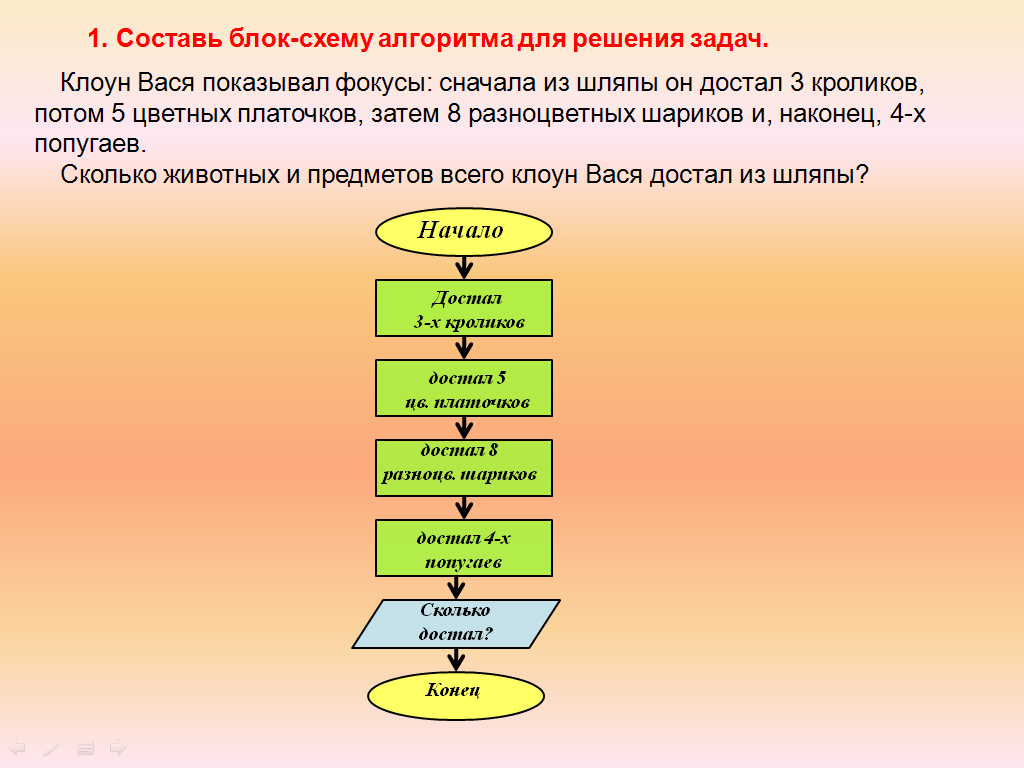 1. Составь блок-схему алгоритма для решения задач.
Клоун Вася показывал фокусы: сначала из шляпы он достал 3 кроликов,
потом 5 цветных платочков, затем 8 разноцветных шариков и, наконец, 4-х
попугаев.
Сколько животных и предметов всего клоун Вася достал из шляпы?
Начало
Достал
3-х кроликов
достал 5
цв. платочков
достал 8
разноцв. шариков
достал 4-х
попугаев
Сколько
достал?
Конец